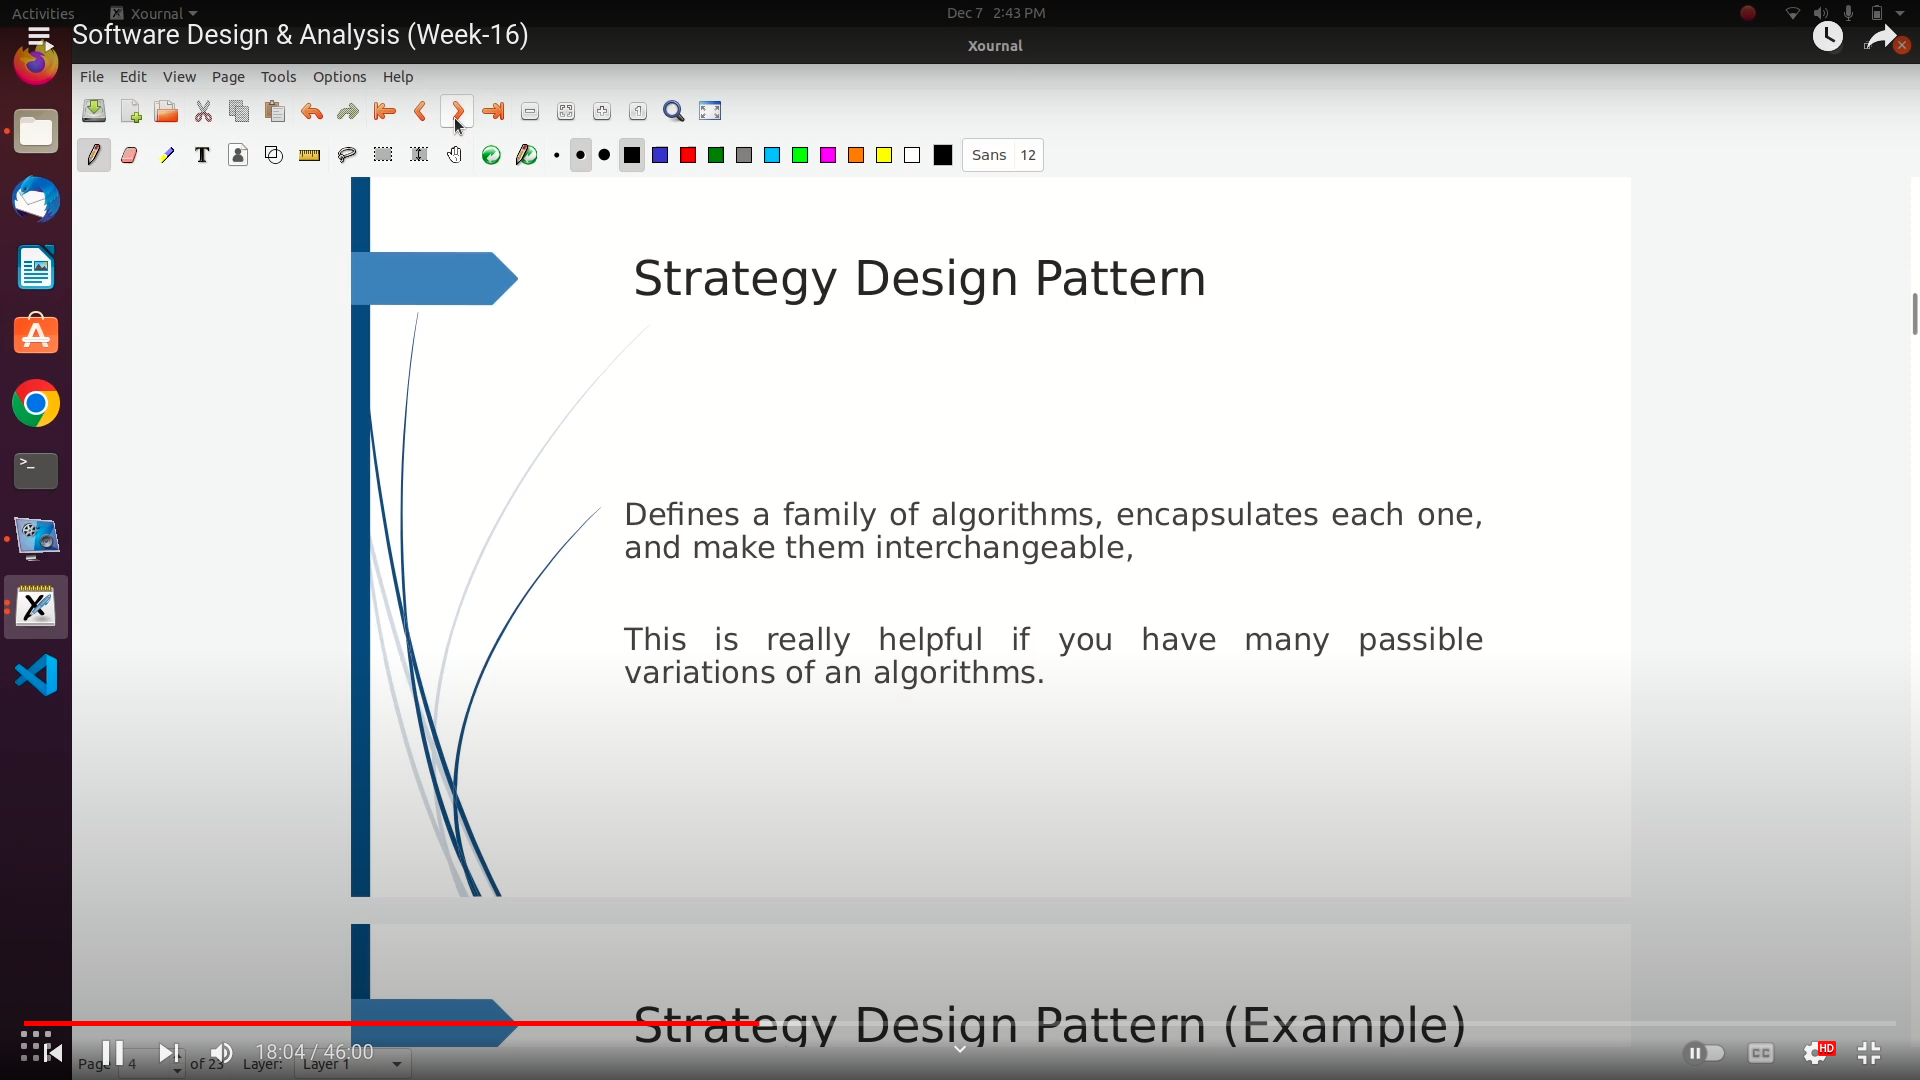 Activities Xournal Dec 7 2:43 PM
Software Design & Analysis (Week-16)
Xournal
File Edit View Page Tools Options Help
T Sans 12
Strategy Design Pattern
Defines a family of algorithms, encapsulates each one,
and make them interchangeable,
This is really helpful if you have many passible
variations of an algorithms.
Strategy Design Pattern (Example)
18:04 / 46:00
CC HD
Page 4 of 23 Layer: Layer 1